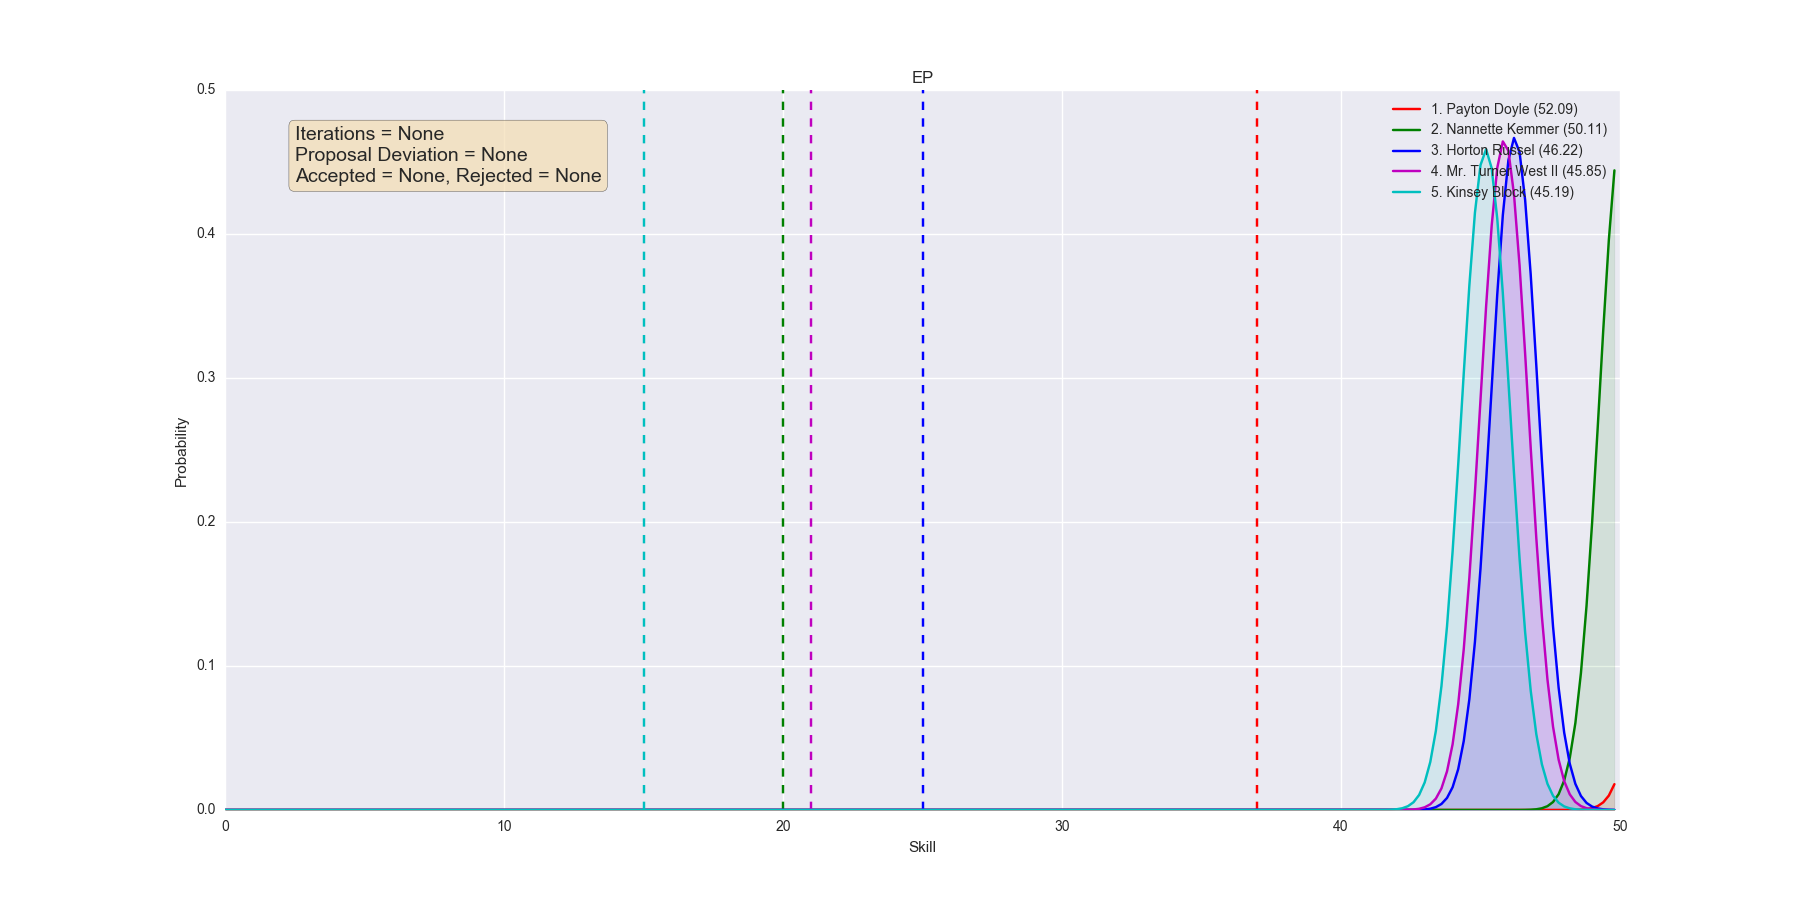 EP
0.5
0.4
0.3
0.2
0.1
0.0
Probability
Iterations = None
Proposal Deviation = None
Accepted = None, Rejected = None
1. Payton Doyle (52.09)
2. Nannette Kemmer (50.11)
3. Horton Russel (46.22)
4. Mr. Turner West II (45.85)
5. Kinsey Block (45.19)
0 10 20 30 40 50
Skill